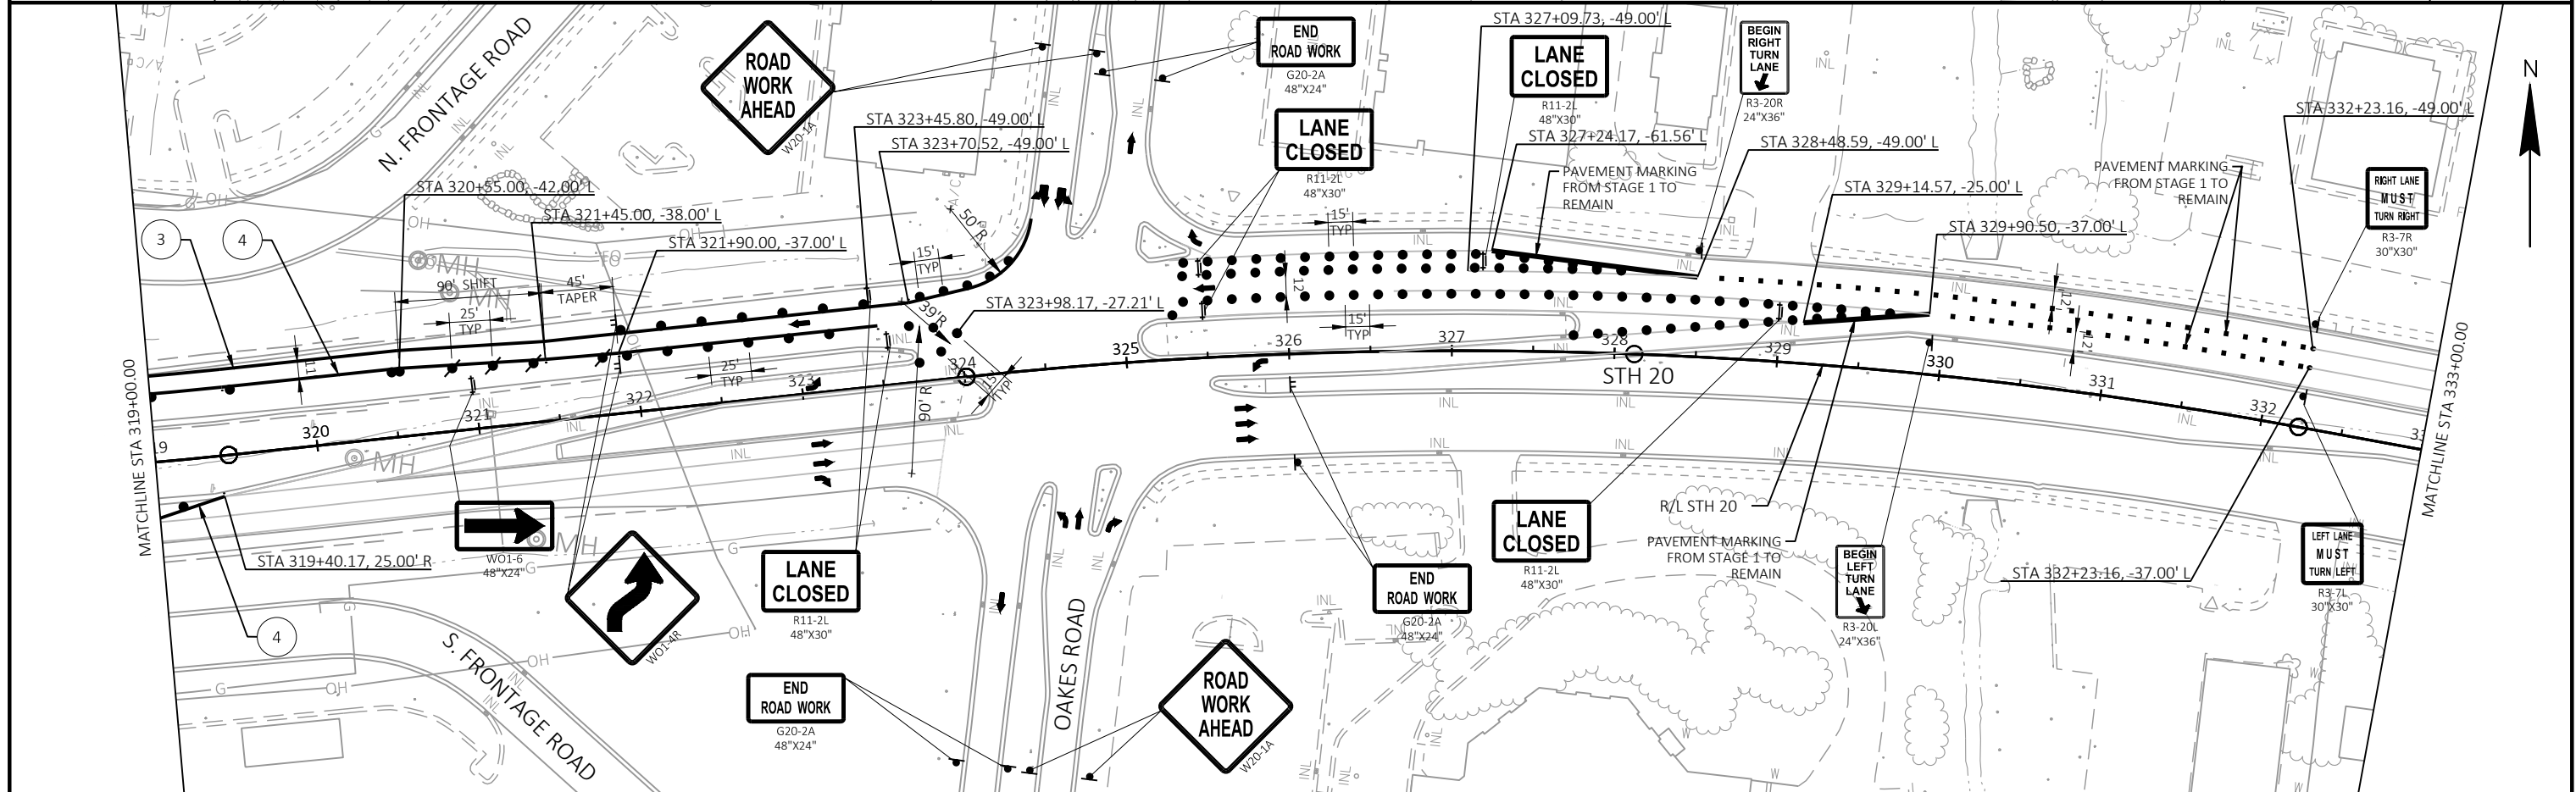 N. FRONTAGE ROAD
ROAD
WORK
AHEAD
W20-1A
END
ROAD WORK
G20-2A
48"X24"
STA 327+09.73, -49.00' L
LANE
CLOSED
R11-2L
48"X30"
BEGIN
RIGHT
TURN
LANE
R3-20R
24"X36"
N
LANE
CLOSED
R11-2L
48"X30"
STA 323+45.80, -49.00' L
STA 323+70.52, -49.00' L
STA 327+24.17, -61.56' L
STA 328+48.59, -49.00' L
STA 332+23.16, -49.00' L
PAVEMENT MARKING
FROM STAGE 1 TO
REMAIN
PAVEMENT MARKING
FROM STAGE 1 TO
REMAIN
RIGHT LANE
MUST
TURN RIGHT
R3-7R
30"X30"
STA 320+55.00, -42.00' L
STA 321+45.00, -38.00' L
STA 321+90.00, -37.00' L
STA 329+14.57, -25.00' L
STA 329+90.50, -37.00' L
3
4
MH
MH
90' SHIFT
45'
TAPER
25'
TYP
15'
TYP
50'R
39'R
STA 323+98.17, -27.21' L
15'
TYP
12'
15'
TYP
12'
12'
11'
25'
TYP
90' R
15'
TYP
MATCHLINE STA 319+00.00
MATCHLINE STA 333+00.00
320
321
322
323
324
325
326
327
328
329
330
331
332
STH 20
MH
STA 319+40.17, 25.00' R
4
WO1-6
48"X24"
MH
WO1-4R
LANE
CLOSED
R11-2L
48"X30"
END
ROAD WORK
G20-2A
48"X24"
S. FRONTAGE ROAD
OAKES ROAD
ROAD
WORK
AHEAD
W20-1A
END
ROAD WORK
G20-2A
48"X24"
LANE
CLOSED
R11-2L
48"X30"
R/L STH 20
PAVEMENT MARKING
FROM STAGE 1 TO
REMAIN
BEGIN
LEFT
TURN
LANE
R3-20L
24"X36"
STA 332+23.16, -37.00' L
LEFT LANE
MUST
TURN LEFT
R3-7L
30"X30"